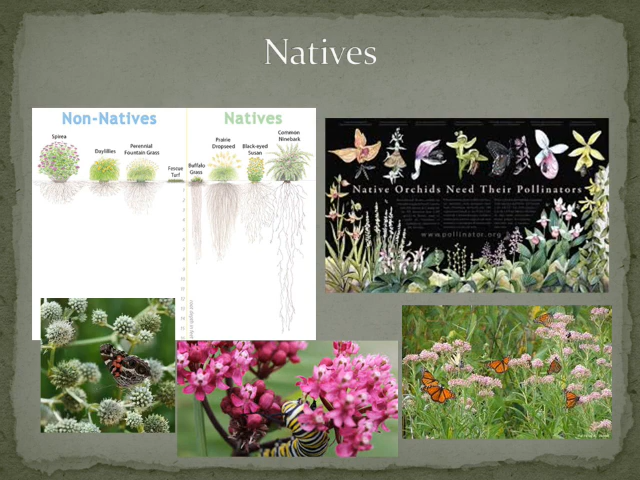 Natives
Non-Natives
Natives
Spirea
Daylilies
Perennial
Fountain Grass
Fescue
Turf
Buffalo
Grass
Prairie
Dropseed
Black-eyed
Susan
Common
Ninebark
Native Orchids Need Their Pollinators
www.pollinator.org